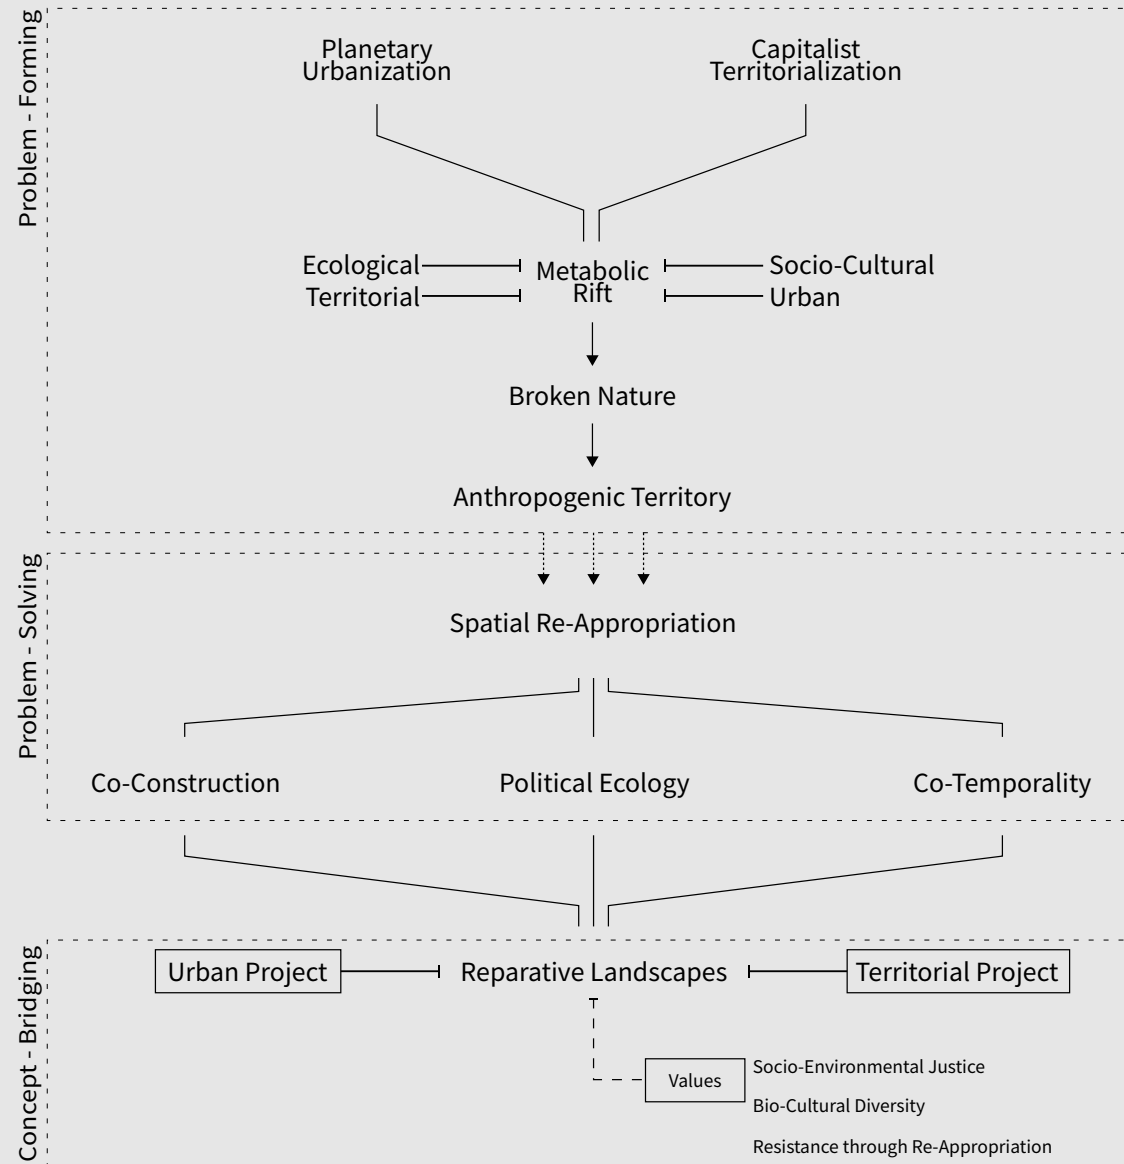 Problem - Forming
Planetary
Urbanization
Capitalist
Territorialization
Ecological
Territorial
Metabolic
Rift
Socio-Cultural
Urban
Broken Nature
Anthropogenic Territory
Problem - Solving
Spatial Re-Appropriation
Co-Construction
Political Ecology
Co-Temporality
Concept - Bridging
Urban Project
Reparative Landscapes
Territorial Project
Values
Socio-Environmental Justice
Bio-Cultural Diversity
Resistance through Re-Appropriation